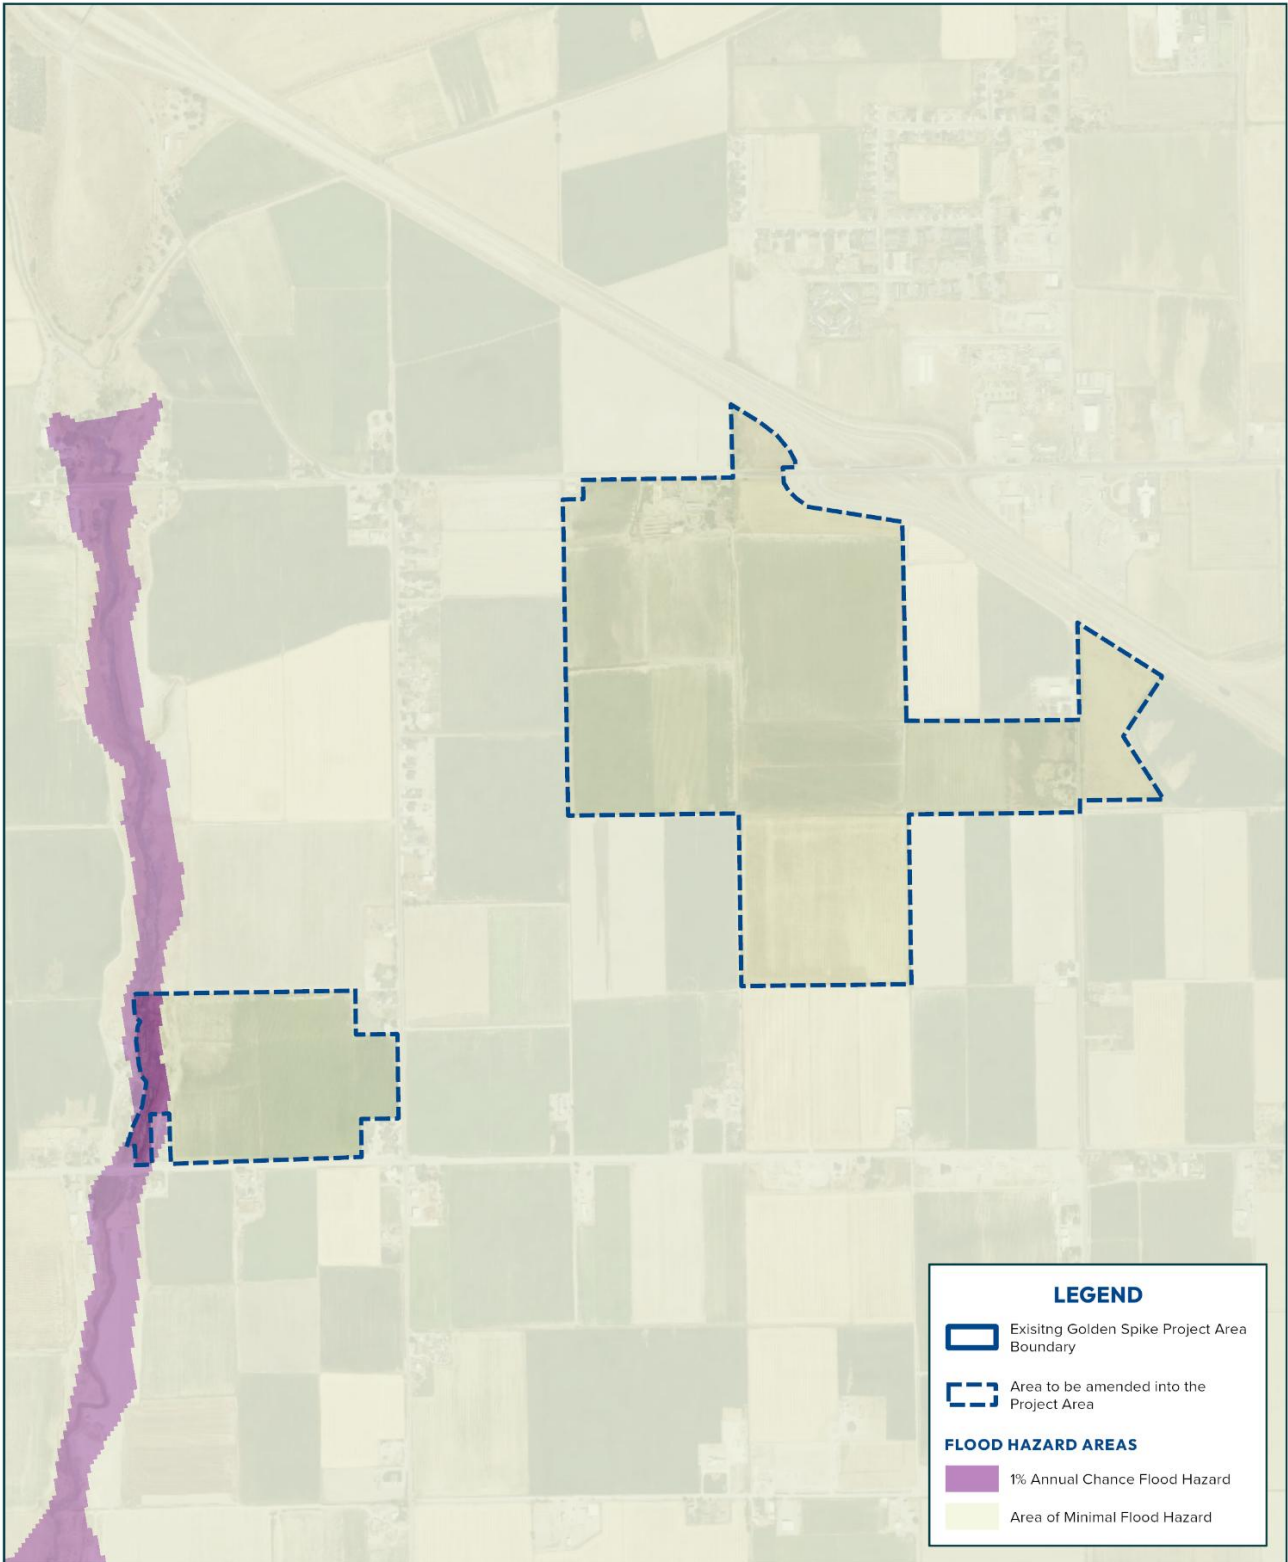 LEGEND
Exisitng Golden Spike Project Area
Boundary
Area to be amended into the
Project Area
FLOOD HAZARD AREAS
1% Annual Chance Flood Hazard
Area of Minimal Flood Hazard